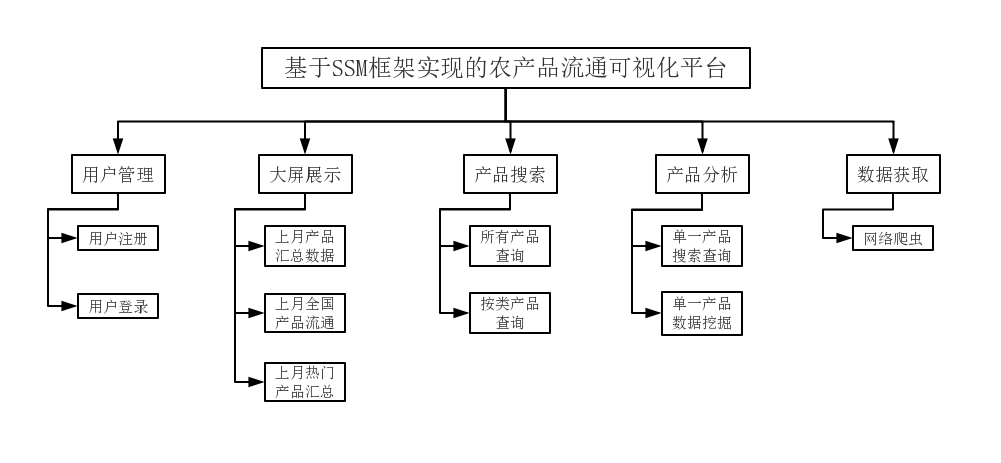 基于SSM框架实现的农产品流通可视化平台
用户管理
大屏展示
产品搜索
产品分析
数据获取
用户注册
用户登录
上月产品
汇总数据
上月全国
产品流通
上月热门
产品汇总
所有产品
查询
按类产品
查询
单一产品
搜索查询
单一产品
数据挖掘
网络爬虫